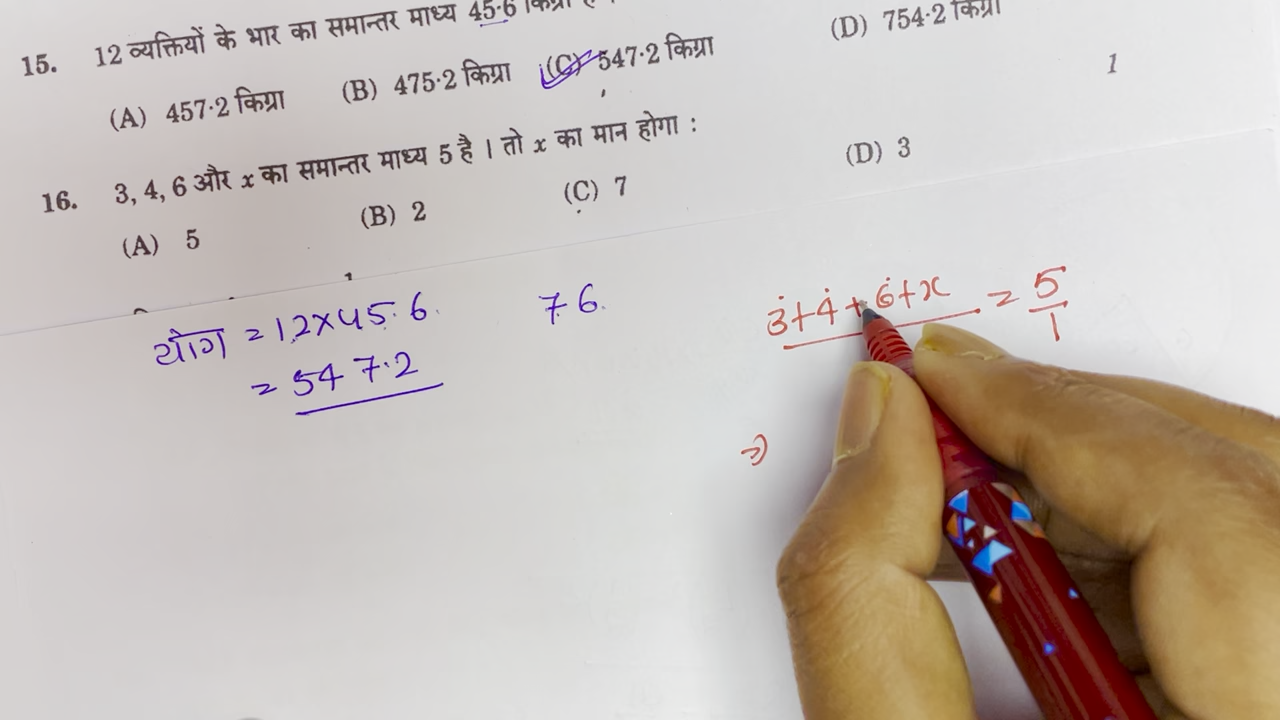 15. 12 व्यक्तियों के भार का समान्तर माध्य 45·6 किग्रा
(A) 457·2 किग्रा (B) 475·2 किग्रा (C) 547·2 किग्रा (D) 754·2 किग्रा
1
16. 3, 4, 6 और x का समान्तर माध्य 5 है । तो x का मान होगा :
(A) 5 (B) 2 (C) 7 (D) 3
योग = 12×45.6
= 547.2
76
3+4+6+x = 5
1
⇒